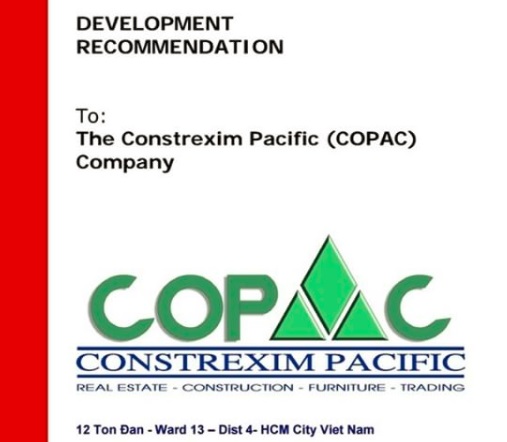 DEVELOPMENT
RECOMMENDATION
To:
The Constrexim Pacific (COPAC)
Company
COPAC
CONSTREXIM PACIFIC
REAL ESTATE - CONSTRUCTION - FURNITURE - TRADING
12 Ton Đan - Ward 13 – Dist 4- HCM City Viet Nam